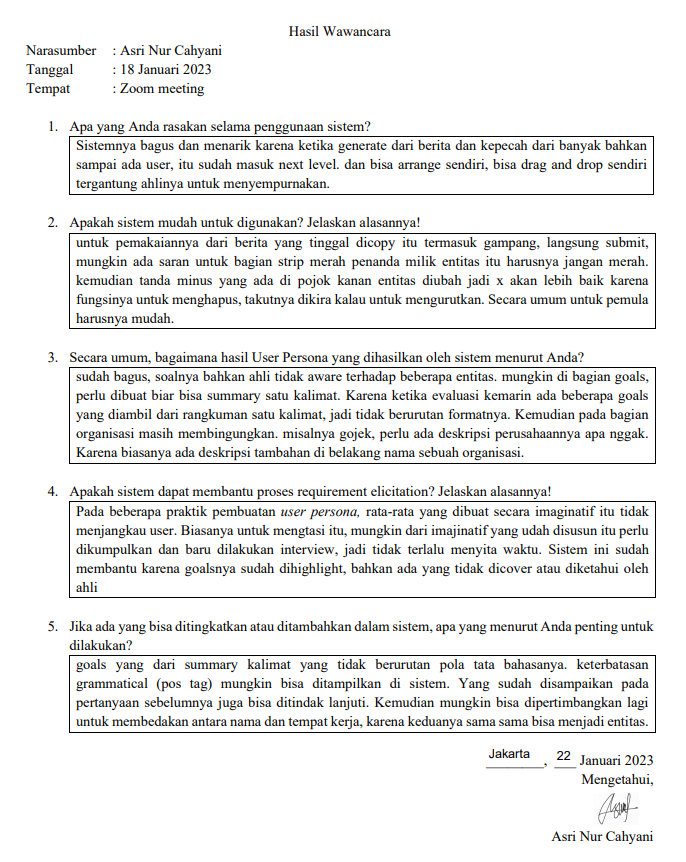 Hasil Wawancara
Narasumber : Asri Nur Cahyani
Tanggal : 18 Januari 2023
Tempat : Zoom meeting
1. Apa yang Anda rasakan selama penggunaan sistem?
Sistemnya bagus dan menarik karena ketika generate dari berita dan kepecah dari banyak bahkan
sampai ada user, itu sudah masuk next level. dan bisa arrange sendiri, bisa drag and drop sendiri
tergantung ahlinya untuk menyempurnakan.
2. Apakah sistem mudah untuk digunakan? Jelaskan alasannya!
untuk pemakaiannya dari berita yang tinggal dicopy itu termasuk gampang, langsung submit,
mungkin ada saran untuk bagian strip merah penanda milik entitas itu harusnya jangan merah.
kemudian tanda minus yang ada di pojok kanan entitas diubah jadi x akan lebih baik karena
fungsinya untuk menghapus, takutnya dikira kalau untuk mengurutkan. Secara umum untuk pemula
harusnya mudah.
3. Secara umum, bagaimana hasil User Persona yang dihasilkan oleh sistem menurut Anda?
sudah bagus, soalnya bahkan ahli tidak aware terhadap beberapa entitas. mungkin di bagian goals,
perlu dibuat biar bisa summary satu kalimat. Karena ketika evaluasi kemarin ada beberapa goals
yang diambil dari rangkuman satu kalimat, jadi tidak berurutan formatnya. Kemudian pada bagian
organisasi masih membingungkan. misalnya gojek, perlu ada deskripsi perusahaannya apa nggak.
Karena biasanya ada deskripsi tambahan di belakang nama sebuah organisasi.
4. Apakah sistem dapat membantu proses requirement elicitation? Jelaskan alasannya!
Pada beberapa praktik pembuatan user persona, rata-rata yang dibuat secara imaginatif itu tidak
menjangkau user. Biasanya untuk mengtasi itu, mungkin dari imajinatif yang udah disusun itu perlu
dikumpulkan dan baru dilakukan interview, jadi tidak terlalu menyita waktu. Sistem ini sudah
membantu karena goalsnya sudah dihighlight, bahkan ada yang tidak dicover atau diketahui oleh
ahli
5. Jika ada yang bisa ditingkatkan atau ditambahkan dalam sistem, apa yang menurut Anda penting untuk
dilakukan?
goals yang dari summary kalimat yang tidak berurutan pola tata bahasanya. keterbatasan
grammatical (pos tag) mungkin bisa ditampilkan di sistem. Yang sudah disampaikan pada
pertanyaan sebelumnya juga bisa ditindak lanjuti. Kemudian mungkin bisa dipertimbangkan lagi
untuk membedakan antara nama dan tempat kerja, karena keduanya sama sama bisa menjadi entitas.
Jakarta, 22 Januari 2023
Mengetahui,
Asri Nur Cahyani